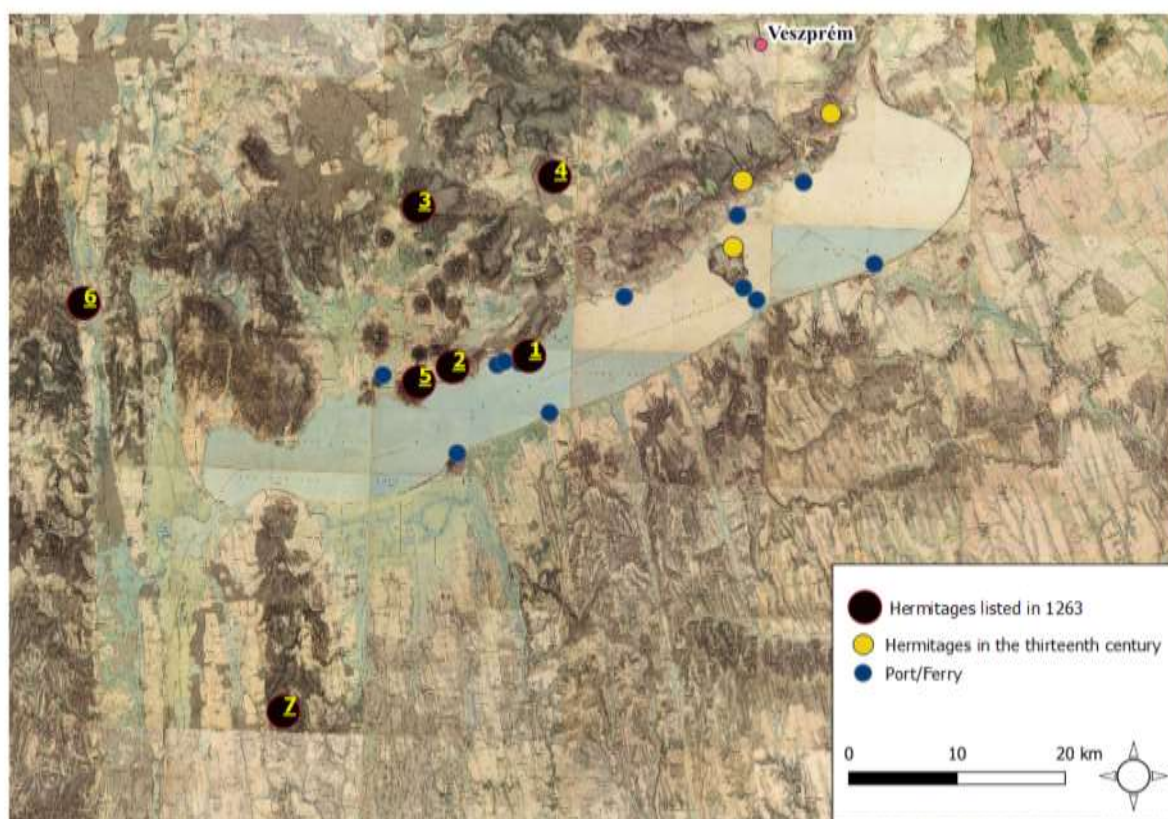 Veszprém
4
3
6
1
2
5
7
Hermitages listed in 1263
Hermitages in the thirteenth century
Port/Ferry
0 10 20 km